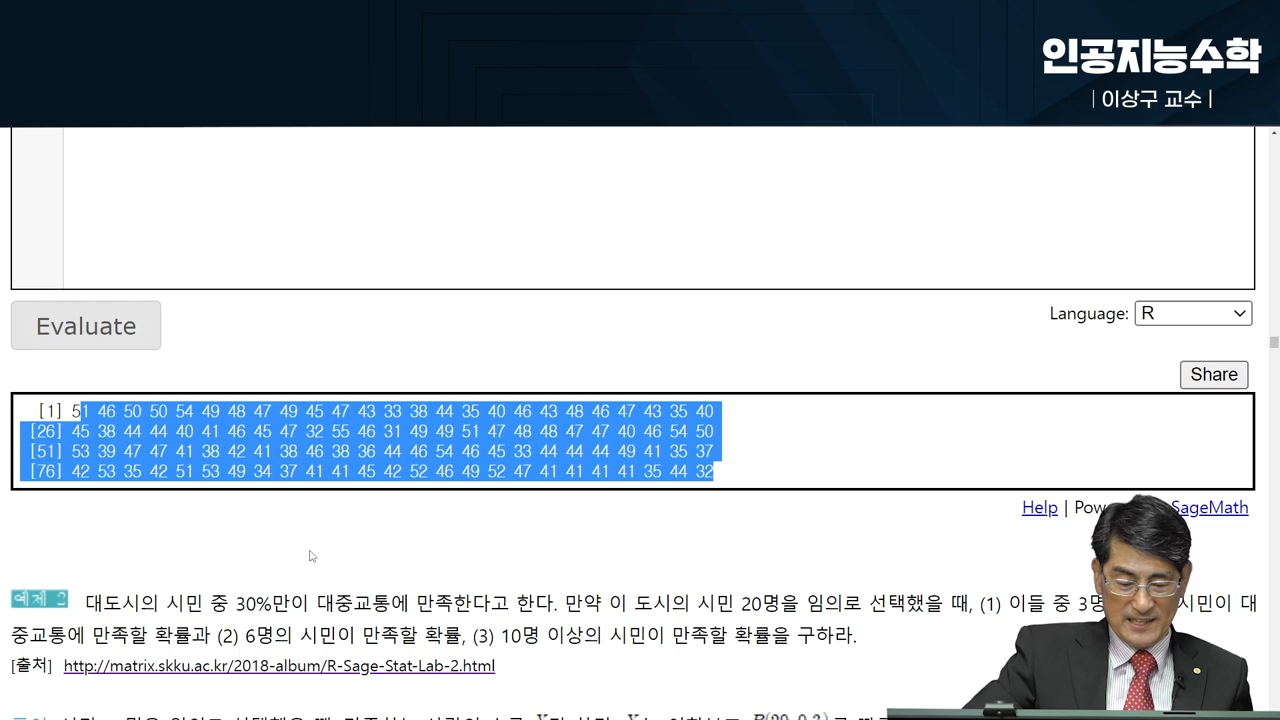 인공지능수학
| 이상구 교수 |
Evaluate
Language: R
Share
[1] 51 46 50 50 54 49 48 47 49 45 47 43 33 38 44 35 40 46 43 48 46 47 43 35 40
[26] 45 38 44 44 40 41 46 45 47 32 55 46 31 49 49 51 47 48 48 47 47 40 46 54 50
[51] 53 39 47 47 41 38 42 41 38 46 38 36 44 46 54 46 45 33 44 44 44 49 41 35 37
[76] 42 53 35 42 51 53 49 34 37 41 41 45 42 52 46 49 52 47 41 41 41 41 35 44 32
Help | SageMath
예제 2 대도시의 시민 중 30%만이 대중교통에 만족한다고 한다. 만약 이 도시의 시민 20명을 임의로 선택했을 때, (1) 이들 중 시민이 대
중교통에 만족할 확률과 (2) 6명의 시민이 만족할 확률, (3) 10명 이상의 시민이 만족할 확률을 구하라.
[출처] http://matrix.skku.ac.kr/2018-album/R-Sage-Stat-Lab-2.html